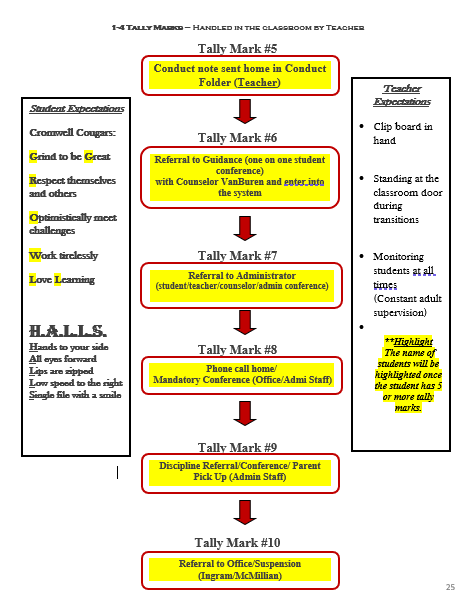 1-4 Tally Marks – Handled in the classroom by Teacher
Tally Mark #5
Conduct note sent home in Conduct
Folder (Teacher)
Tally Mark #6
Referral to Guidance (one on one student
conference)
with Counselor VanBuren and enter into
the system
Tally Mark #7
Referral to Administrator
(student/teacher/counselor/admin conference)
Tally Mark #8
Phone call home/
Mandatory Conference (Office/Admi Staff)
Tally Mark #9
Discipline Referral/Conference/ Parent
Pick Up (Admin Staff)
Tally Mark #10
Referral to Office/Suspension
(Ingram/McMillian)
Student Expectations
Cromwell Cougars:
Grind to be Great
Respect themselves
and others
Optimistically meet
challenges
Work tirelessly
Love Learning
H.A.L.L.S.
Hands to your side
All eyes forward
Lips are zipped
Low speed to the right
Single file with a smile
Teacher
Expectations
• Clip board in
hand
• Standing at the
classroom door
during
transitions
• Monitoring
students at all
times
(Constant adult
supervision)
•
**Highlight
The name of
students will be
highlighted once
the student has 5
or more tally
marks.
25